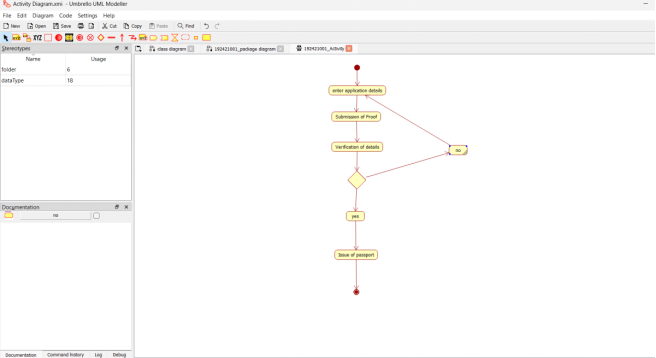 Activity Diagram.xmi - Umbrello UML Modeller
File Edit Diagram Code Settings Help
New Open Save Cut Copy Paste Find
XYZ
Stereotypes
class diagram 192421001_package diagram 192421001_Activity
Name Usage
folder 6
dataType 18
enter application details
Submission of Proof
Verification of details
no
yes
Issue of passport
Documentation
no
Documentation Command history Log Debug